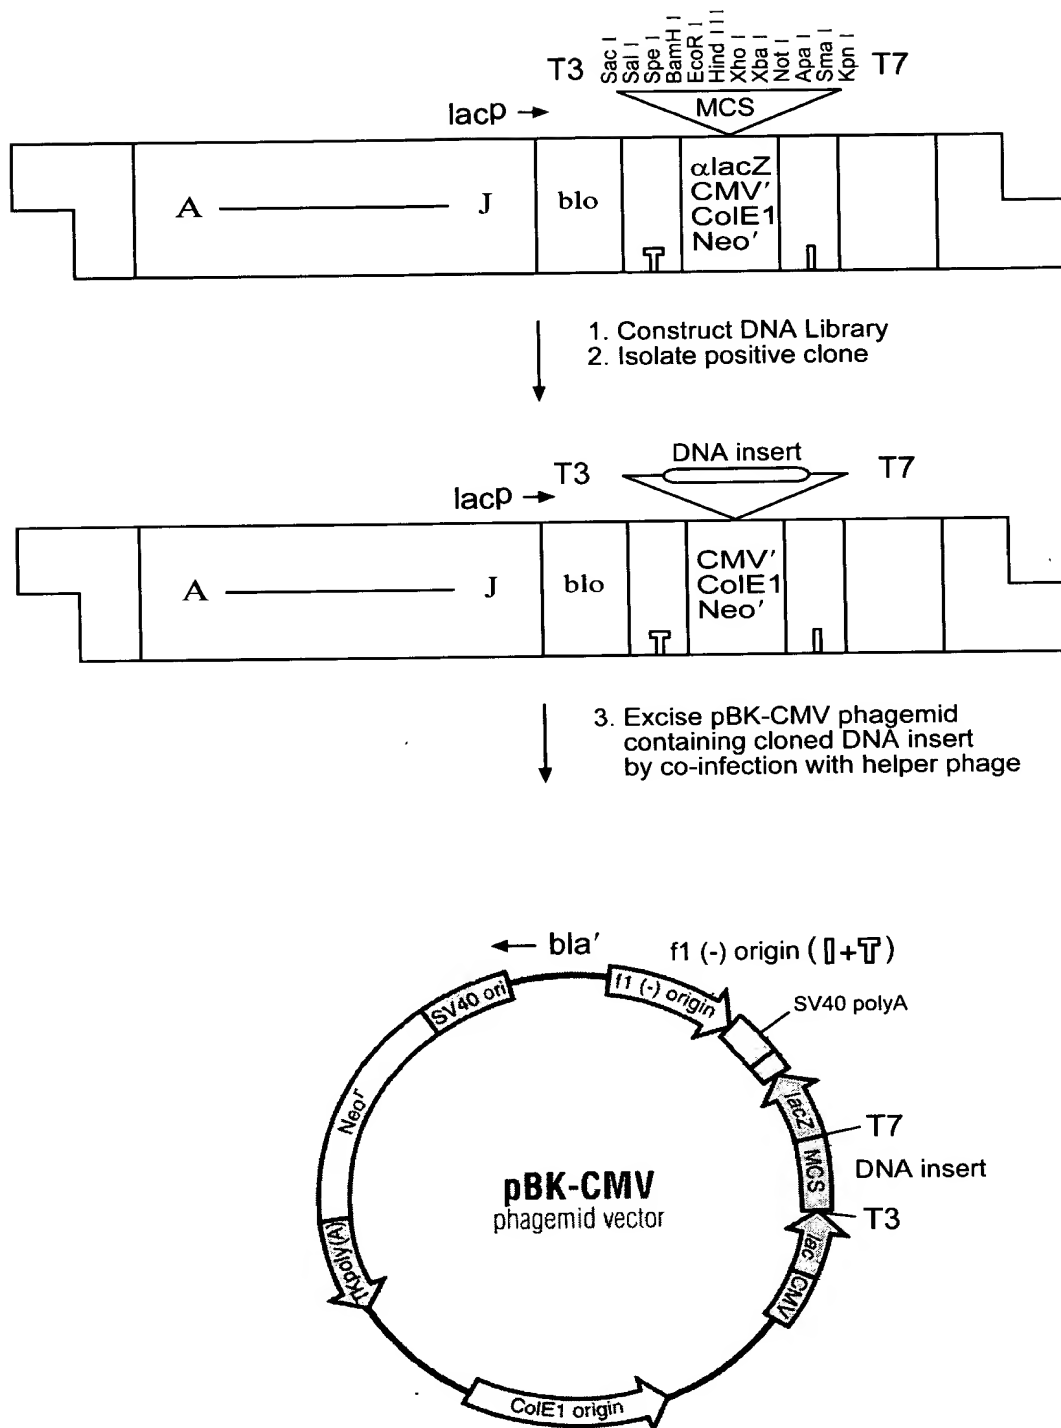 Sac I
Sal I
Spe I
BamH I
EcoR I
Hind III
Xho I
Xba I
Not I
Apa I
Sma I
Kpn I
T3
T7
MCS
lacP →
A
J
blo
αlacZ
CMV'
ColE1
Neo'
T
I
1. Construct DNA Library
2. Isolate positive clone
DNA insert
T3
T7
lacP →
A
J
blo
CMV'
ColE1
Neo'
T
I
3. Excise pBK-CMV phagemid
containing cloned DNA insert
by co-infection with helper phage
← bla'
f1 (-) origin (I+T)
f1 (-) origin
SV40 polyA
SV40 ori
lacZ
T7
Neor
MCS
DNA insert
pBK-CMV
phagemid vector
T3
lac
TKpoly(A)
CMV
ColE1 origin